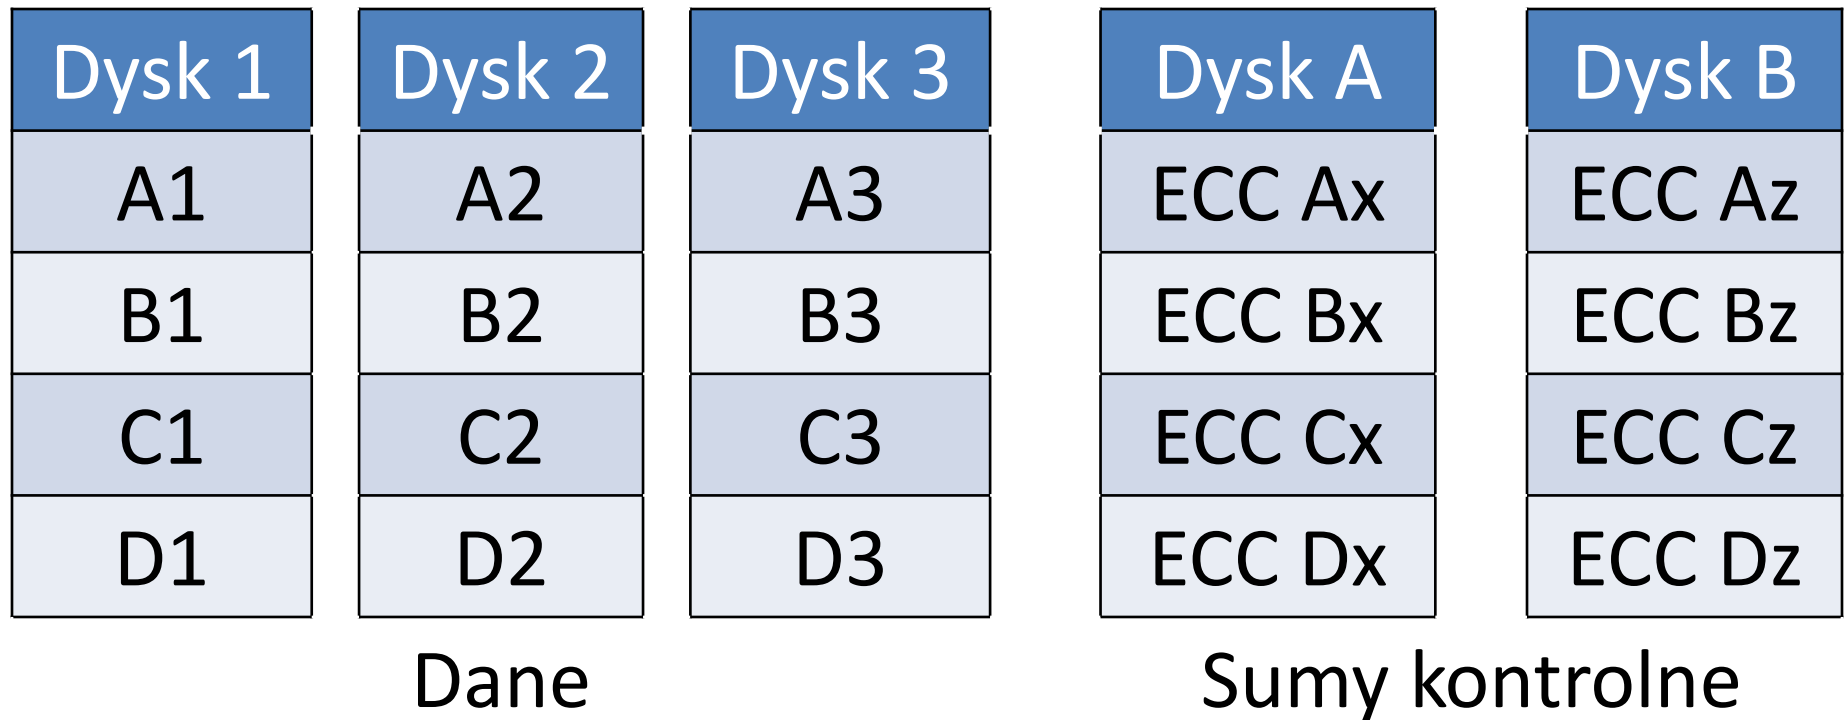 Dysk 1 Dysk 2 Dysk 3 Dysk A Dysk B
A1 A2 A3 ECC Ax ECC Az
B1 B2 B3 ECC Bx ECC Bz
C1 C2 C3 ECC Cx ECC Cz
D1 D2 D3 ECC Dx ECC Dz
Dane Sumy kontrolne